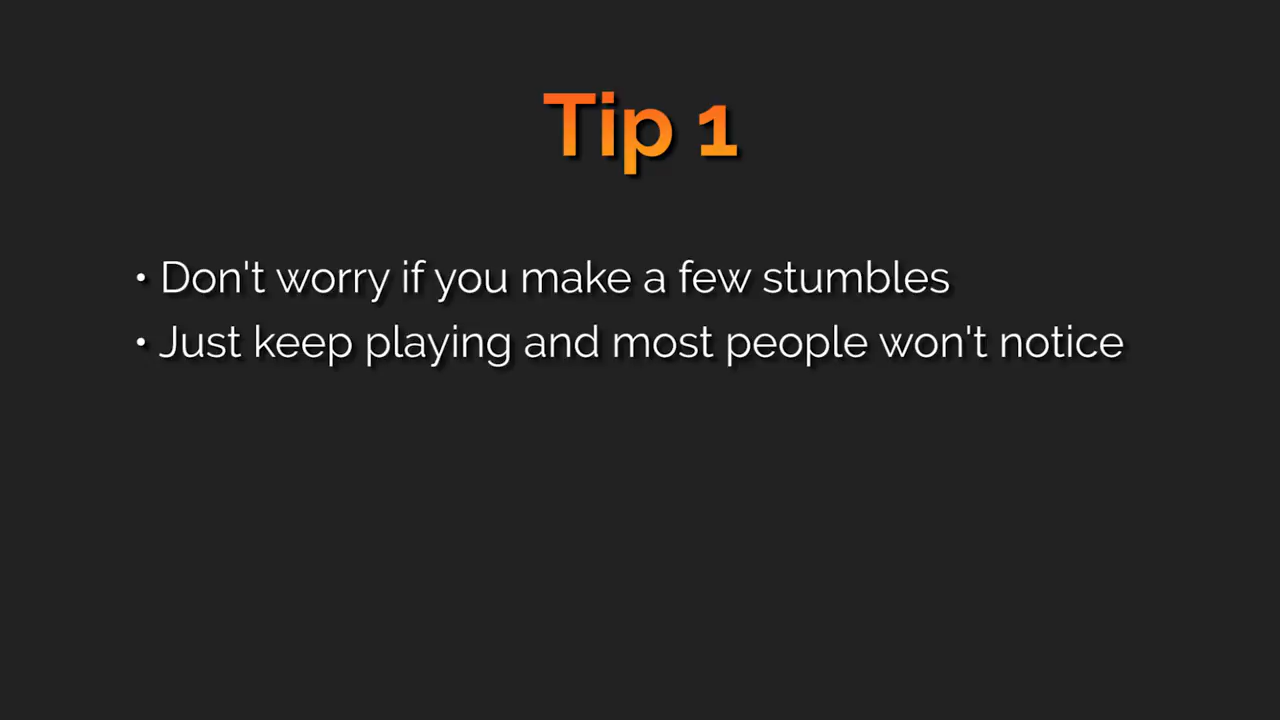 Tip 1
• Don't worry if you make a few stumbles
• Just keep playing and most people won't notice